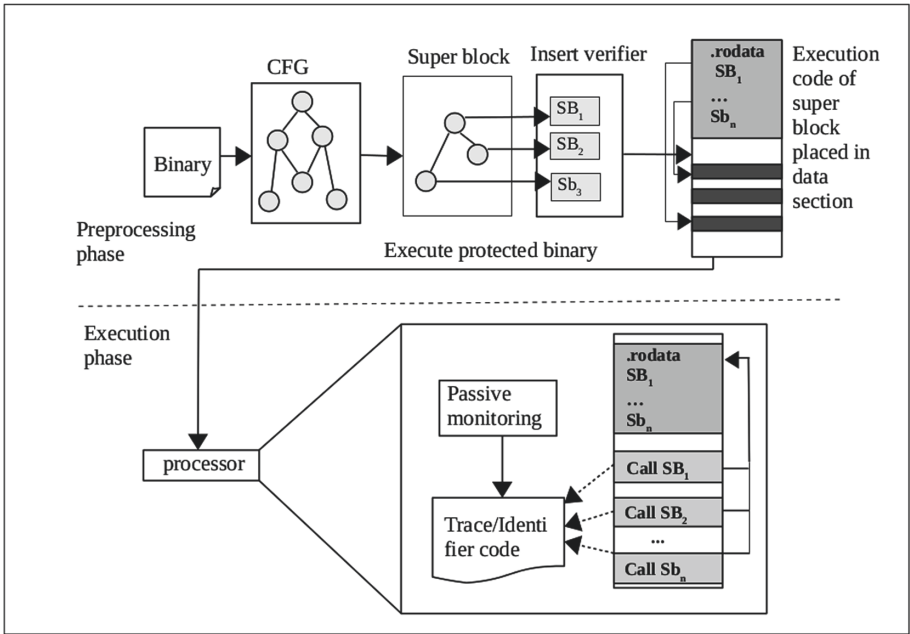 CFG
Super block
Insert verifier
Binary
SB1
SB2
Sb3
.rodata
SB1
...
Sbn
Execution
code of
super
block
placed in
data
section
Preprocessing
phase
Execute protected binary
Execution
phase
processor
Passive
monitoring
Trace/Identi
fier code
.rodata
SB1
...
Sbn
Call SB1
Call SB2
...
Call Sbn